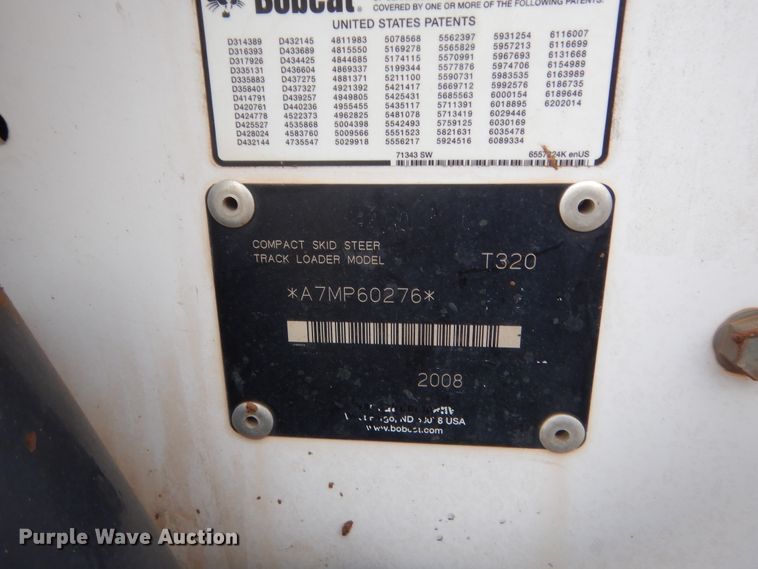 Bobcat®
COVERED BY ONE OR MORE OF THE FOLLOWING PATENTS:
UNITED STATES PATENTS
D314389 D432145 4811983 5078568 5562397 5931254 6116007
D316393 D433689 4815550 5169278 5565829 5957213 6116699
D317926 D434425 4844685 5174115 5570991 5967693 6131668
D335131 D436604 4869337 5199344 5577876 5974706 6154989
D335883 D437275 4881371 5211100 5590731 5983535 6163989
D358401 D437327 4921392 5421417 5669712 5992576 6186735
D414791 D439257 4949805 5425431 5685563 6000154 6189646
D420761 D440236 4955455 5435117 5711391 6018895 6202014
D424778 4522373 4962825 5481078 5713419 6029446
D425527 4535868 5004398 5542493 5759125 6030169
D428024 4583760 5009566 5551523 5821631 6035478
D432144 4735547 5029918 5556217 5924516 6089334
71343 SW 6557224K enUS
COMPACT SKID STEER
TRACK LOADER MODEL T320
*A7MP60276*
2008
ND USA
www.bobcat.com
Purple Wave Auction